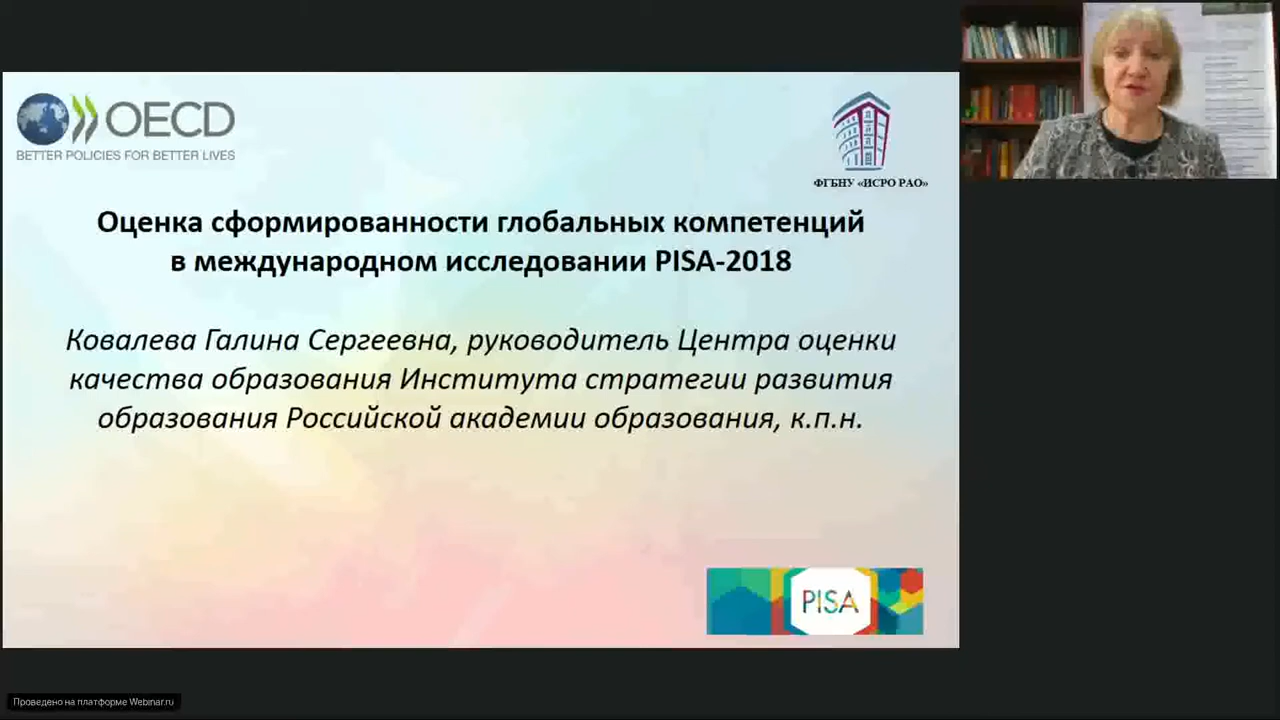 OECD
BETTER POLICIES FOR BETTER LIVES
ФГБНУ «ИСРО РАО»
Оценка сформированности глобальных компетенций
в международном исследовании PISA-2018
Ковалева Галина Сергеевна, руководитель Центра оценки
качества образования Института стратегии развития
образования Российской академии образования, к.п.н.
PISA
Проведено на платформе Webinar.ru